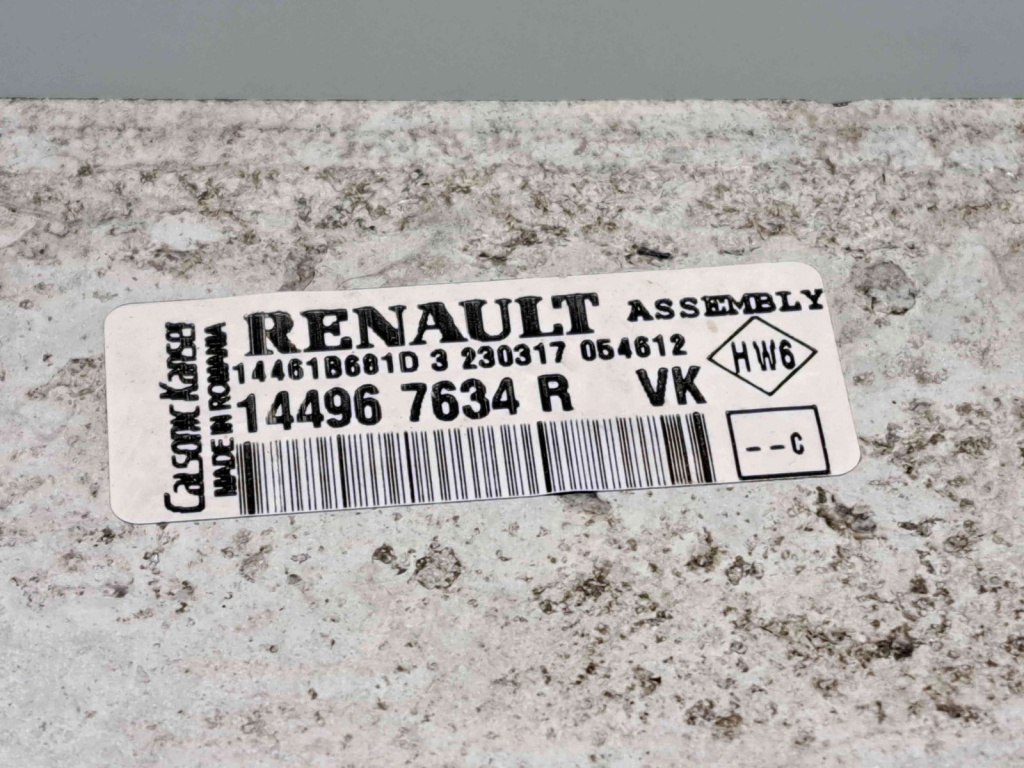 Calsonic Kansei
MADE IN ROMANIA
RENAULT ASSEMBLY
14461B681D 3 230317 054612
HW6
14496 7634 R VK
--C